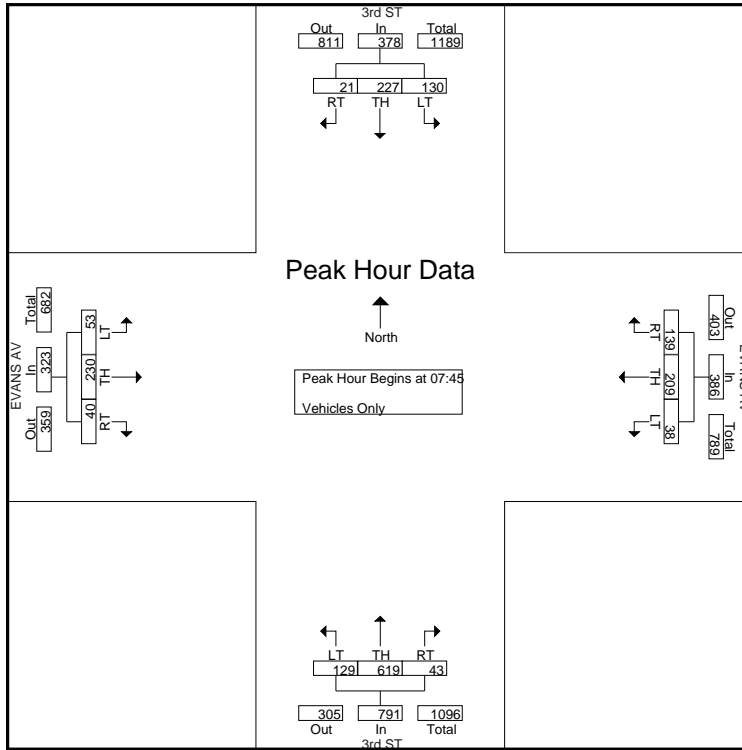 3rd ST
Out In Total
811 378 1189
21 227 130
RT TH LT
Peak Hour Data
North
Peak Hour Begins at 07:45
Vehicles Only
EVANS AV
Total In Out
682 323 359
53 230 40
LT TH RT
Out In Total
403 386 789
139 209 38
RT TH LT
LT TH RT
129 619 43
305 791 1096
Out In Total
3rd ST